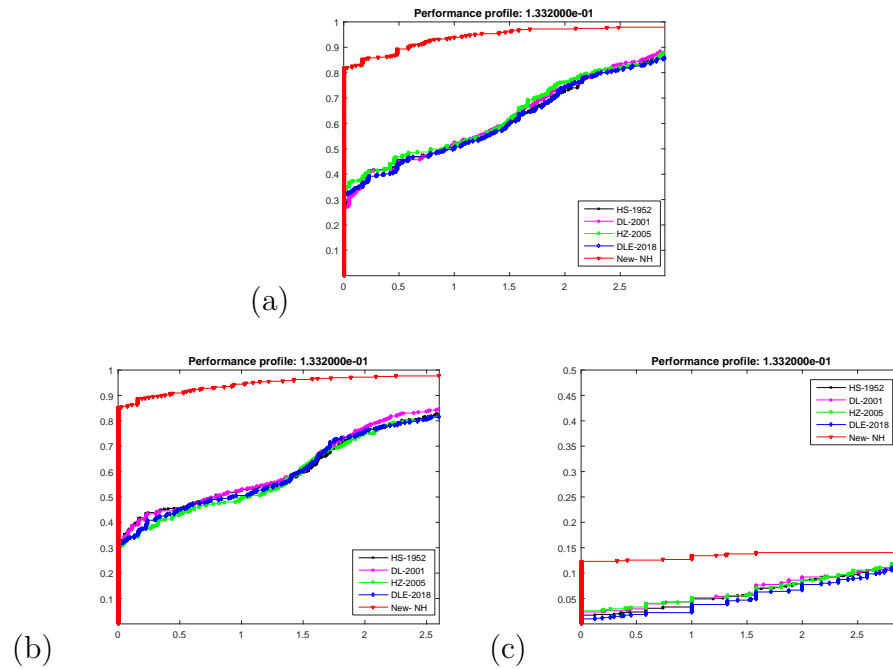 Performance profile: 1.332000e-01
1
0.9
0.8
0.7
0.6
0.5
0.4
0.3
0.2
0.1
HS-1952
DL-2001
HZ-2005
DLE-2018
New- NH
0 0.5 1 1.5 2 2.5
(a)
Performance profile: 1.332000e-01
1
0.9
0.8
0.7
0.6
0.5
0.4
0.3
0.2
0.1
HS-1952
DL-2001
HZ-2005
DLE-2018
New- NH
0 0.5 1 1.5 2 2.5
(b)
Performance profile: 1.332000e-01
0.5
0.45
0.4
0.35
0.3
0.25
0.2
0.15
0.1
0.05
HS-1952
DL-2001
HZ-2005
DLE-2018
New- NH
0 0.5 1 1.5 2 2.5
(c)